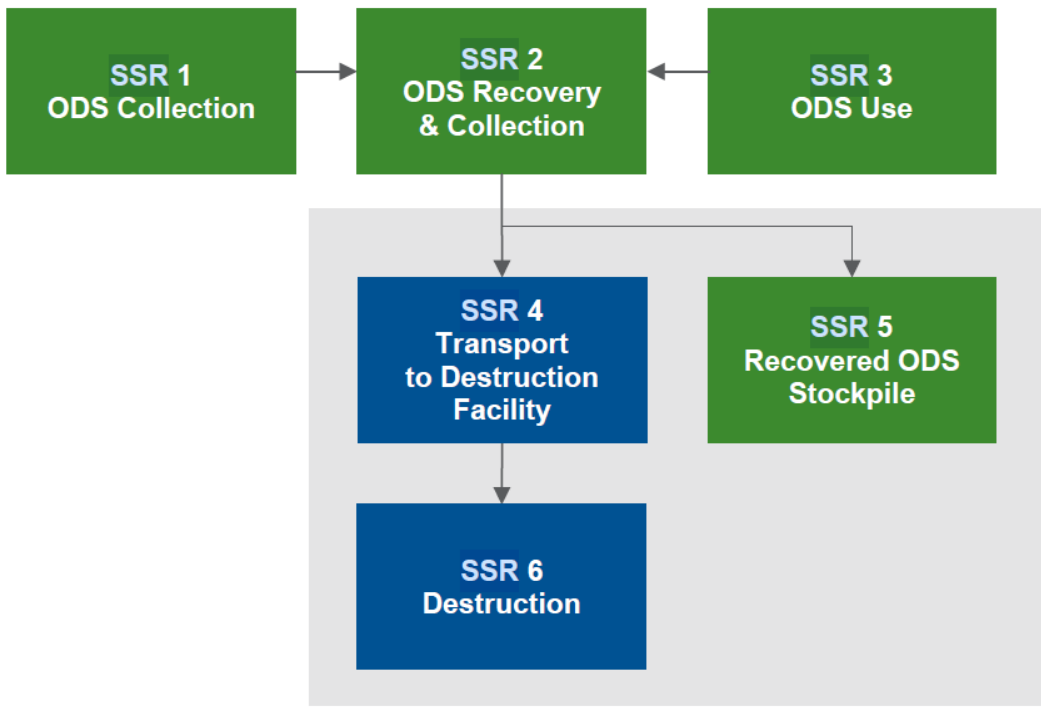 SSR 1
ODS Collection
SSR 2
ODS Recovery
& Collection
SSR 3
ODS Use
SSR 4
Transport
to Destruction
Facility
SSR 5
Recovered ODS
Stockpile
SSR 6
Destruction